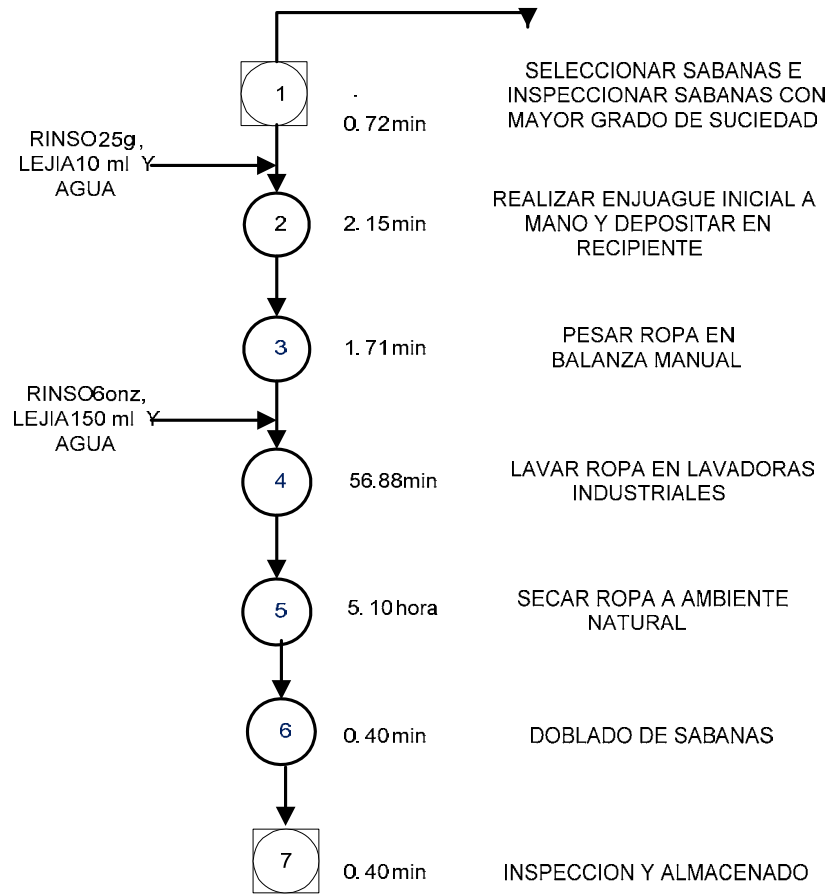 1
0.72min
SELECCIONAR SABANAS E
INSPECCIONAR SABANAS CON
MAYOR GRADO DE SUCIEDAD
RINSO25g,
LEJIA10 ml Y
AGUA
2
2.15min
REALIZAR ENJUAGUE INICIAL A
MANO Y DEPOSITAR EN
RECIPIENTE
3
1.71min
PESAR ROPA EN
BALANZA MANUAL
RINSO6onz,
LEJIA150 ml Y
AGUA
4
56.88min
LAVAR ROPA EN LAVADORAS
INDUSTRIALES
5
5.10hora
SECAR ROPA A AMBIENTE
NATURAL
6
0.40min
DOBLADO DE SABANAS
7
0.40min
INSPECCION Y ALMACENADO